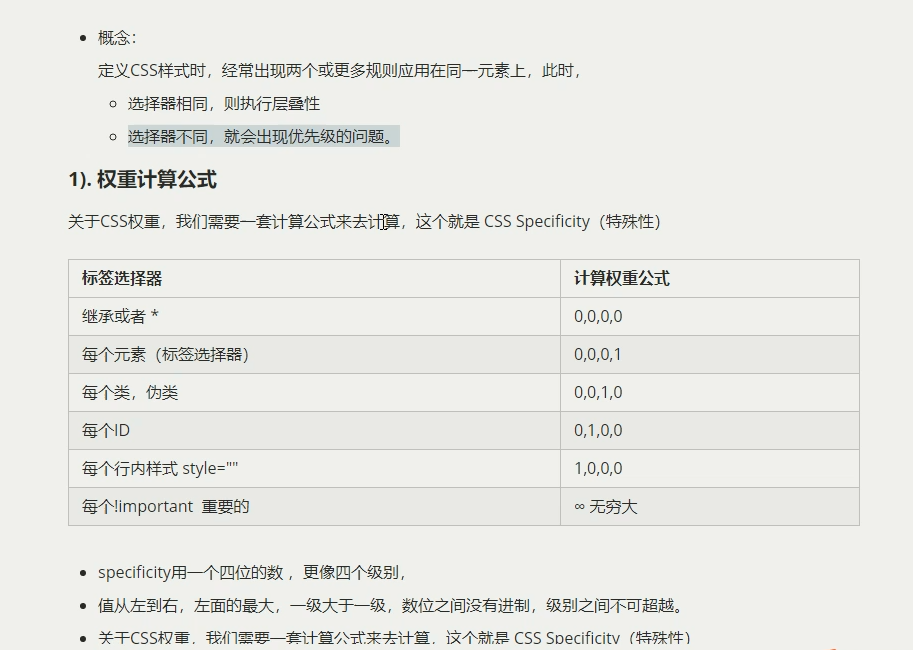 概念：
定义CSS样式时，经常出现两个或更多规则应用在同一元素上，此时，
选择器相同，则执行层叠性
选择器不同，就会出现优先级的问题。
1). 权重计算公式
关于CSS权重，我们需要一套计算公式来去计算，这个就是 CSS Specificity（特殊性）
标签选择器 计算权重公式
继承或者 * 0,0,0,0
每个元素（标签选择器） 0,0,0,1
每个类，伪类 0,0,1,0
每个ID 0,1,0,0
每个行内样式 style="" 1,0,0,0
每个!important 重要的 ∞ 无穷大
specificity用一个四位的数 ，更像四个级别，
值从左到右，左面的最大，一级大于一级，数位之间没有进制，级别之间不可超越。
关于CSS权重，我们需要一套计算公式来去计算，这个就是 CSS Specificity（特殊性）